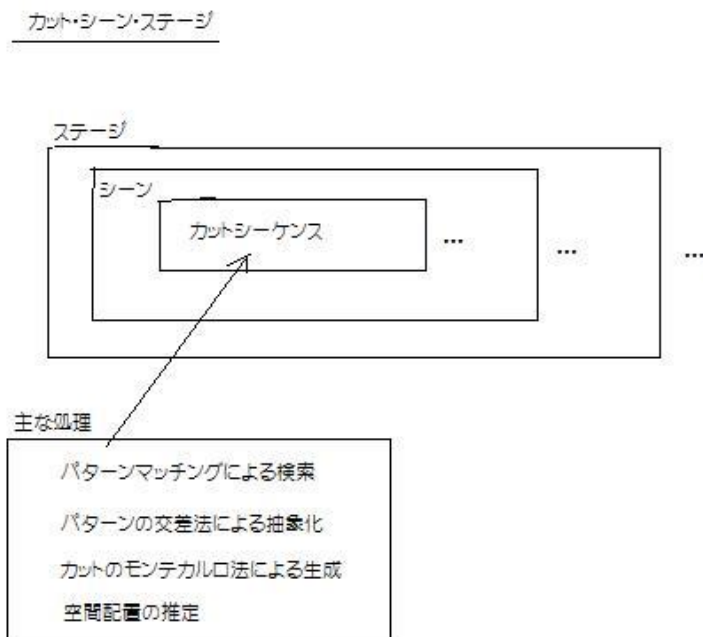 カット・シーン・ステージ
ステージ
シーン
カットシーケンス
...
...
...
主な処理
パターンマッチングによる検索
パターンの交差法による抽象化
カットのモンテカルロ法による生成
空間配置の推定